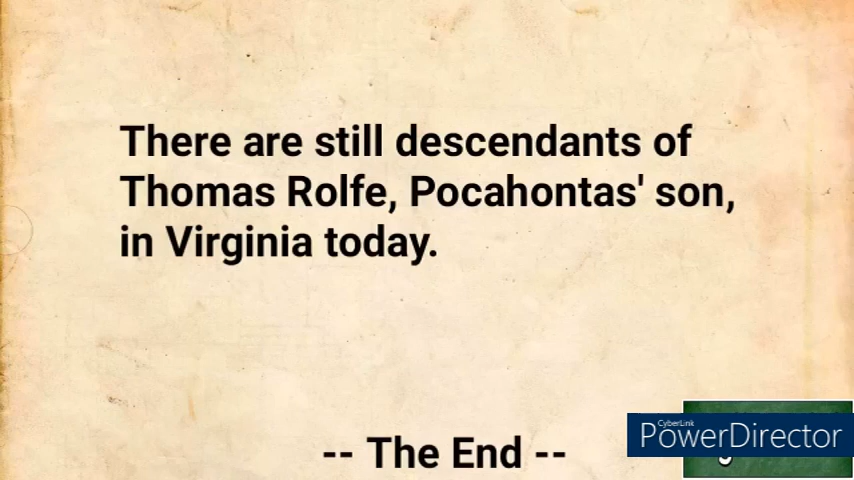 There are still descendants of
Thomas Rolfe, Pocahontas' son,
in Virginia today.
-- The End --
CyberLink
PowerDirector